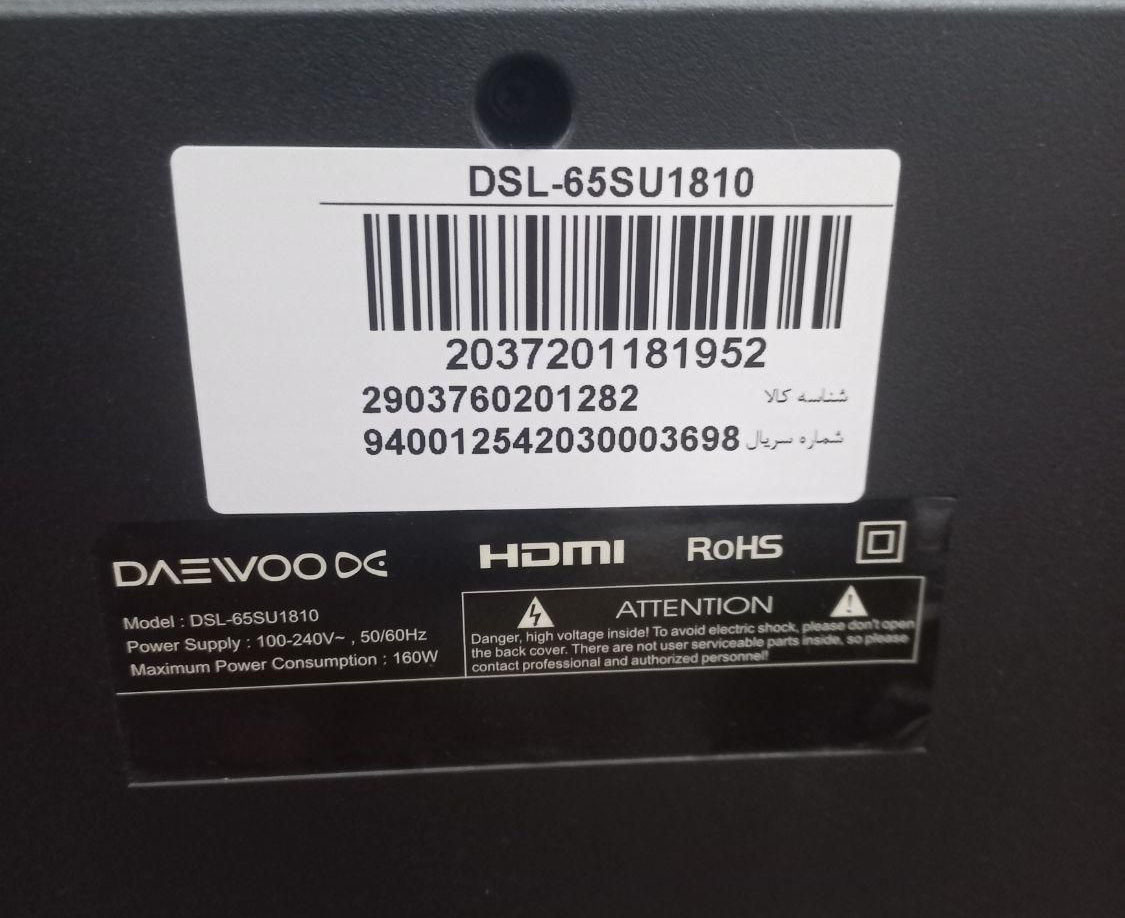 DSL-65SU1810
2037201181952
2903760201282 شناسه کالا
940012542030003698 شماره سریال
DAEWOO
HDMI
RoHS
Model : DSL-65SU1810
Power Supply : 100-240V~ , 50/60Hz
Maximum Power Consumption : 160W
ATTENTION
Danger, high voltage inside! To avoid electric shock, please don't open
the back cover. There are not user serviceable parts inside, so please
contact professional and authorized personnel!